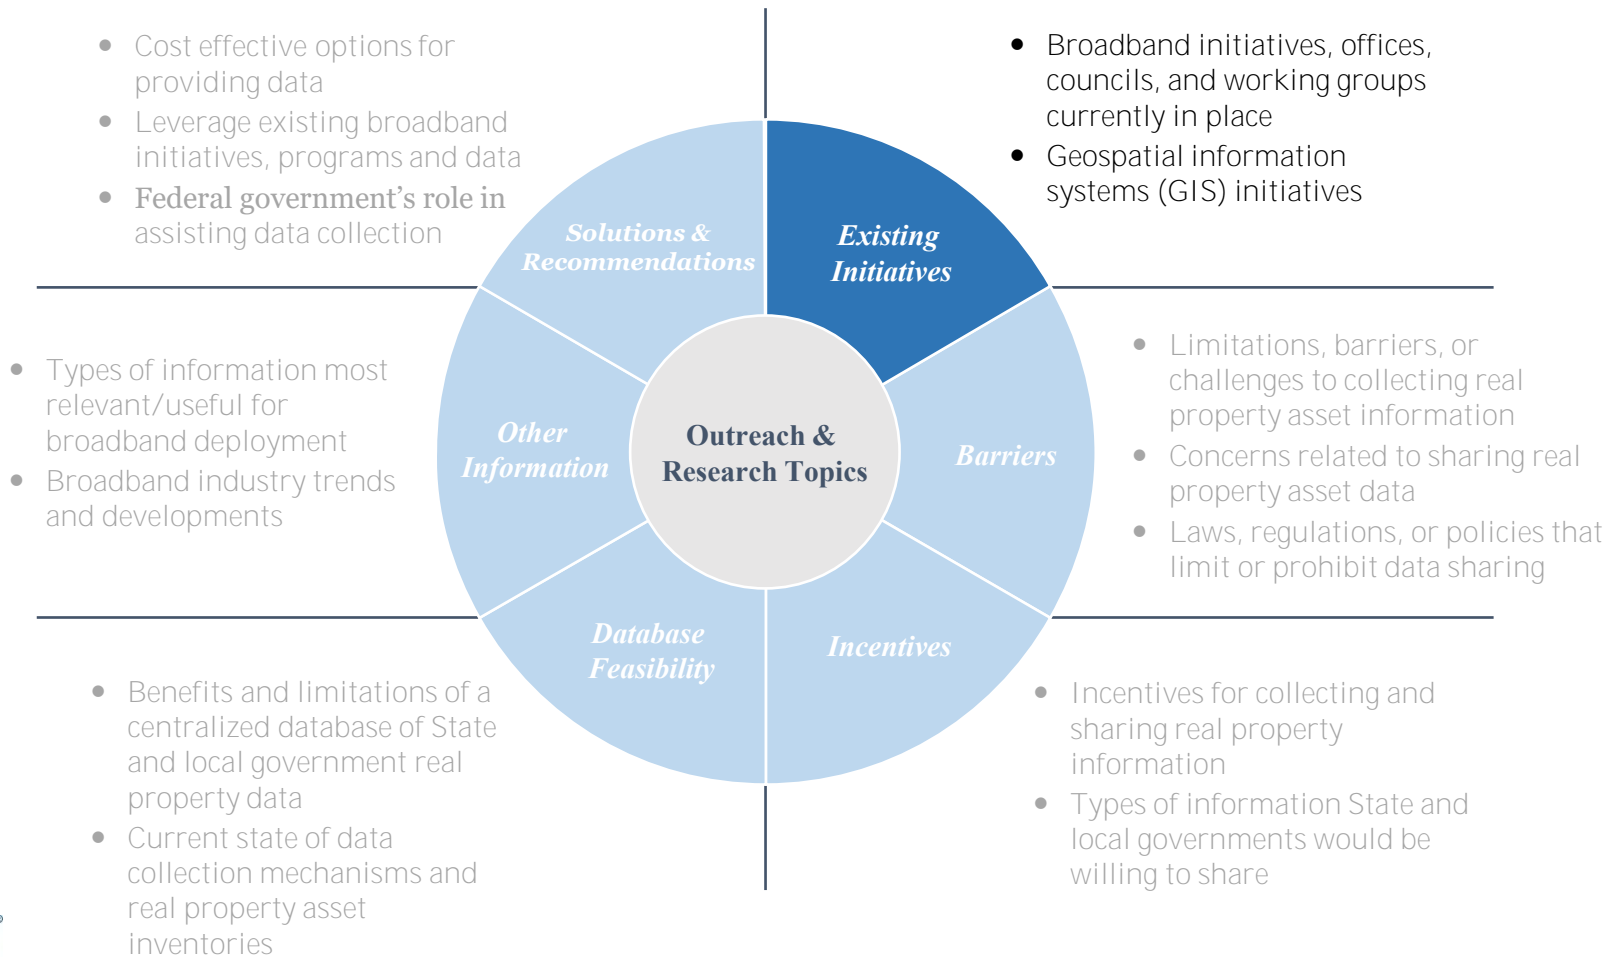 • Cost effective options for
providing data
• Leverage existing broadband
initiatives, programs and data
• Federal government’s role in
assisting data collection
• Broadband initiatives, offices,
councils, and working groups
currently in place
• Geospatial information
systems (GIS) initiatives
Solutions &
Recommendations
Existing
Initiatives
• Types of information most
relevant/useful for
broadband deployment
• Broadband industry trends
and developments
Other
Information
Outreach &
Research Topics
Barriers
• Limitations, barriers, or
challenges to collecting real
property asset information
• Concerns related to sharing real
property asset data
• Laws, regulations, or policies that
limit or prohibit data sharing
Database
Feasibility
Incentives
• Benefits and limitations of a
centralized database of State
and local government real
property data
• Current state of data
collection mechanisms and
real property asset
inventories
• Incentives for collecting and
sharing real property
information
• Types of information State and
local governments would be
willing to share